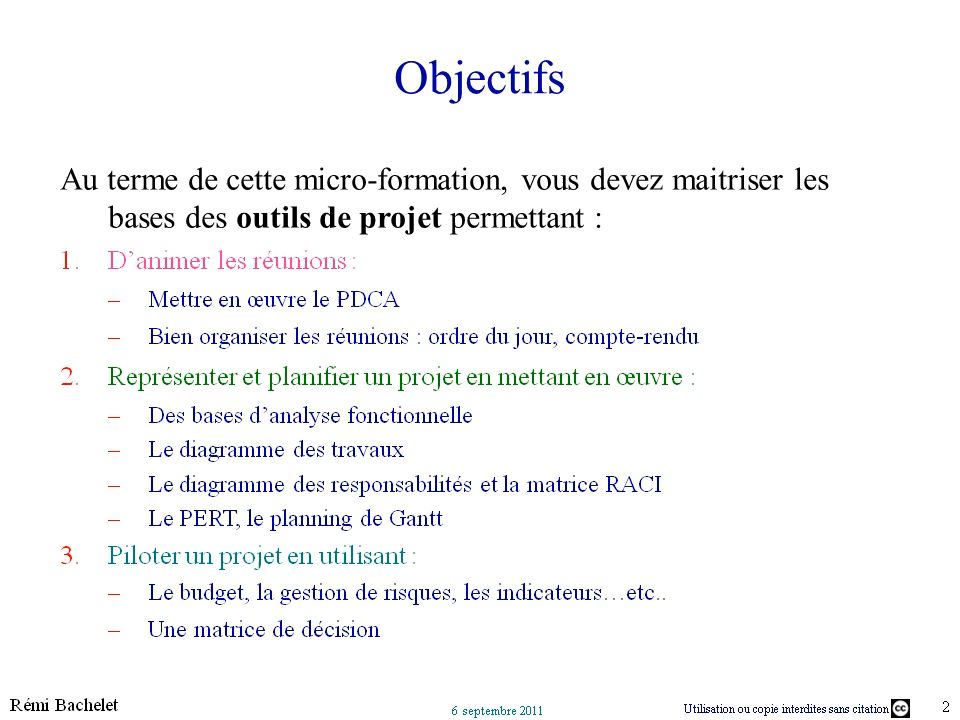 Objectifs
Au terme de cette micro-formation, vous devez maitriser les
bases des outils de projet permettant :
1. D’animer les réunions :
– Mettre en œuvre le PDCA
– Bien organiser les réunions : ordre du jour, compte-rendu
2. Représenter et planifier un projet en mettant en œuvre :
– Des bases d’analyse fonctionnelle
– Le diagramme des travaux
– Le diagramme des responsabilités et la matrice RACI
– Le PERT, le planning de Gantt
3. Piloter un projet en utilisant :
– Le budget, la gestion de risques, les indicateurs…etc..
– Une matrice de décision
Rémi Bachelet
6 septembre 2011
Utilisation ou copie interdites sans citation
cc
2